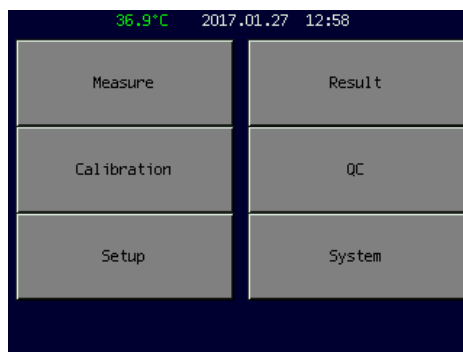 36.9°C 2017.01.27 12:58
Measure Result
Calibration QC
Setup System